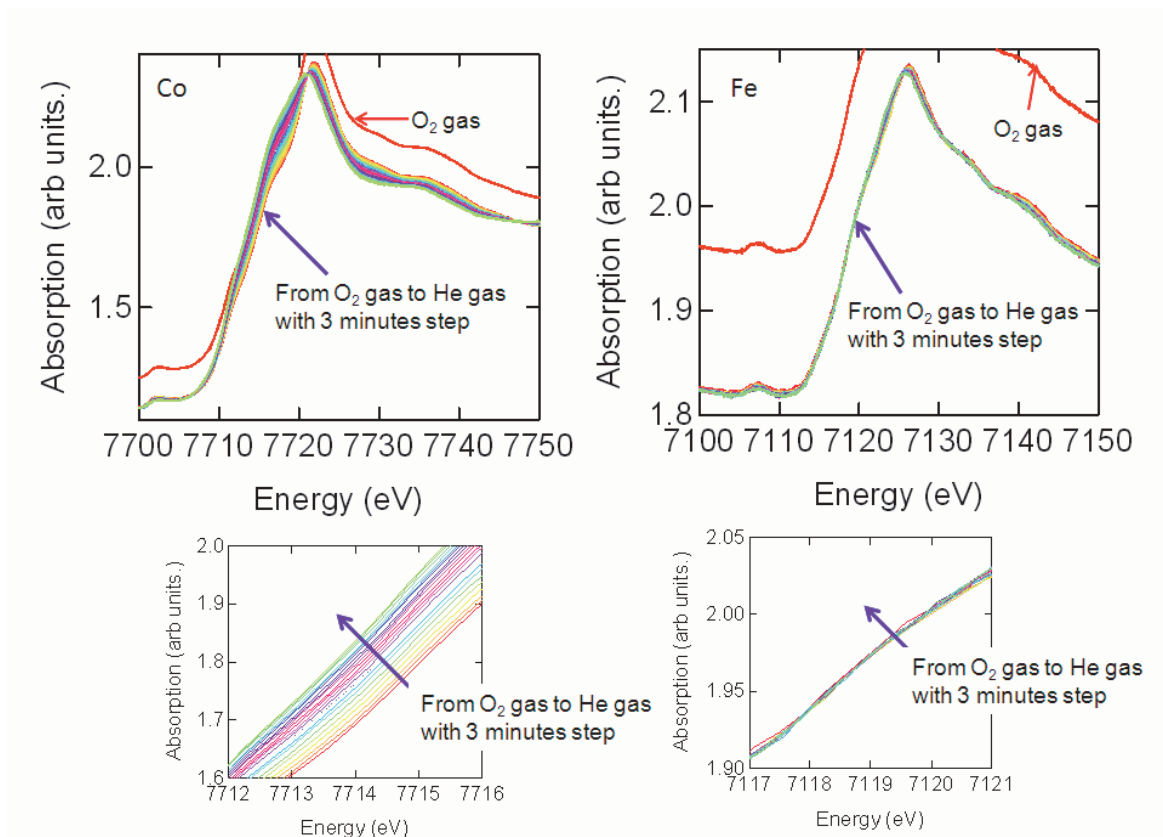 Co
O2 gas
From O2 gas to He gas
with 3 minutes step
2.0
1.5
Absorption (arb units.)
7700 7710 7720 7730 7740 7750
Energy (eV)
Fe
O2 gas
From O2 gas to He gas
with 3 minutes step
2.1
2.0
1.9
1.8
Absorption (arb units.)
7100 7110 7120 7130 7140 7150
Energy (eV)
2.0
1.9
1.8
1.7
1.6
Absorption (arb units.)
From O2 gas to He gas
with 3 minutes step
7712 7713 7714 7715 7716
Energy (eV)
2.05
2.00
1.95
1.90
Absorption (arb units.)
From O2 gas to He gas
with 3 minutes step
7117 7118 7119 7120 7121
Energy (eV)